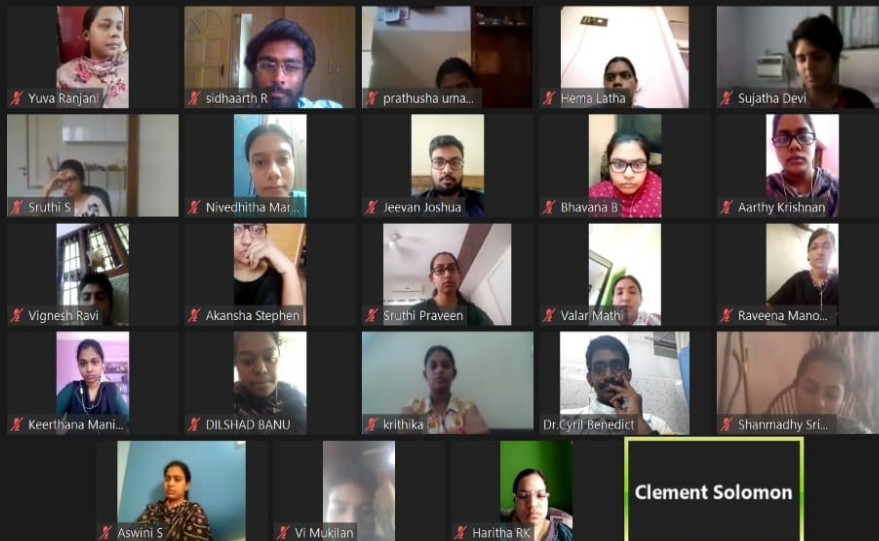 Yuva Ranjani
sidhaarth R
prathusha uma...
Hema Latha
Sujatha Devi
Sruthi S
Nivedhitha Mar...
Jeevan Joshua
Bhavana B
Aarthy Krishnan
Vignesh Ravi
Akansha Stephen
Sruthi Praveen
Valar Mathi
Raveena Mano...
Keerthana Mani...
DILSHAD BANU
krithika
Dr.Cyril Benedict
Shanmadhy Sri...
Aswini S
Vi Mukilan
Haritha RK
Clement Solomon